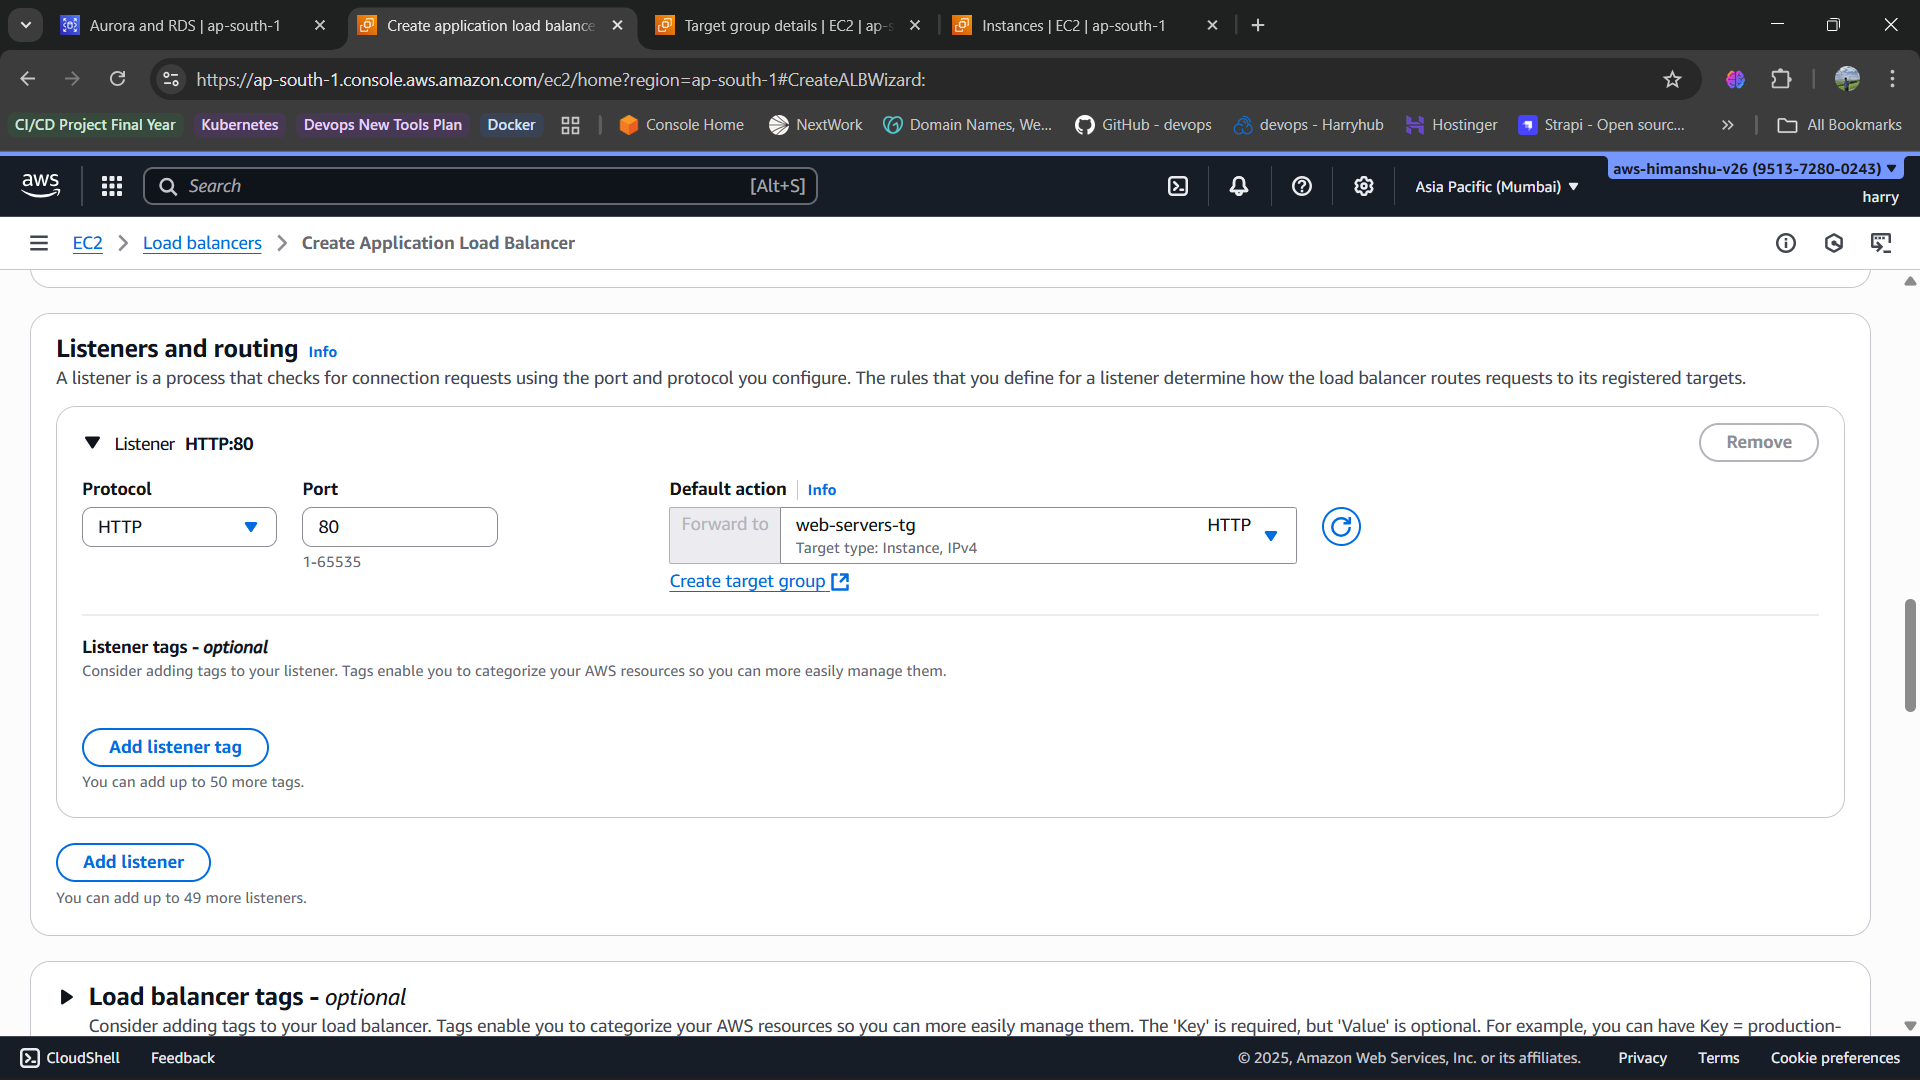 Aurora and RDS | ap-south-1
Create application load balance
Target group details | EC2 | ap-s
Instances | EC2 | ap-south-1
https://ap-south-1.console.aws.amazon.com/ec2/home?region=ap-south-1#CreateALBWizard:
CI/CD Project Final Year
Kubernetes
Devops New Tools Plan
Docker
Console Home
NextWork
Domain Names, We...
GitHub - devops
devops - Harryhub
Hostinger
Strapi - Open sourc...
All Bookmarks
aws
Search
[Alt+S]
Asia Pacific (Mumbai)
aws-himanshu-v26 (9513-7280-0243)
harry
EC2
Load balancers
Create Application Load Balancer
Listeners and routing Info
A listener is a process that checks for connection requests using the port and protocol you configure. The rules that you define for a listener determine how the load balancer routes requests to its registered targets.
Listener HTTP:80
Remove
Protocol
Port
Default action
Info
HTTP
80
1-65535
Forward to
web-servers-tg
HTTP
Target type: Instance, IPv4
Create target group
Listener tags - optional
Consider adding tags to your listener. Tags enable you to categorize your AWS resources so you can more easily manage them.
Add listener tag
You can add up to 50 more tags.
Add listener
You can add up to 49 more listeners.
Load balancer tags - optional
Consider adding tags to your load balancer. Tags enable you to categorize your AWS resources so you can more easily manage them. The 'Key' is required, but 'Value' is optional. For example, you can have Key = production-
CloudShell
Feedback
© 2025, Amazon Web Services, Inc. or its affiliates.
Privacy
Terms
Cookie preferences